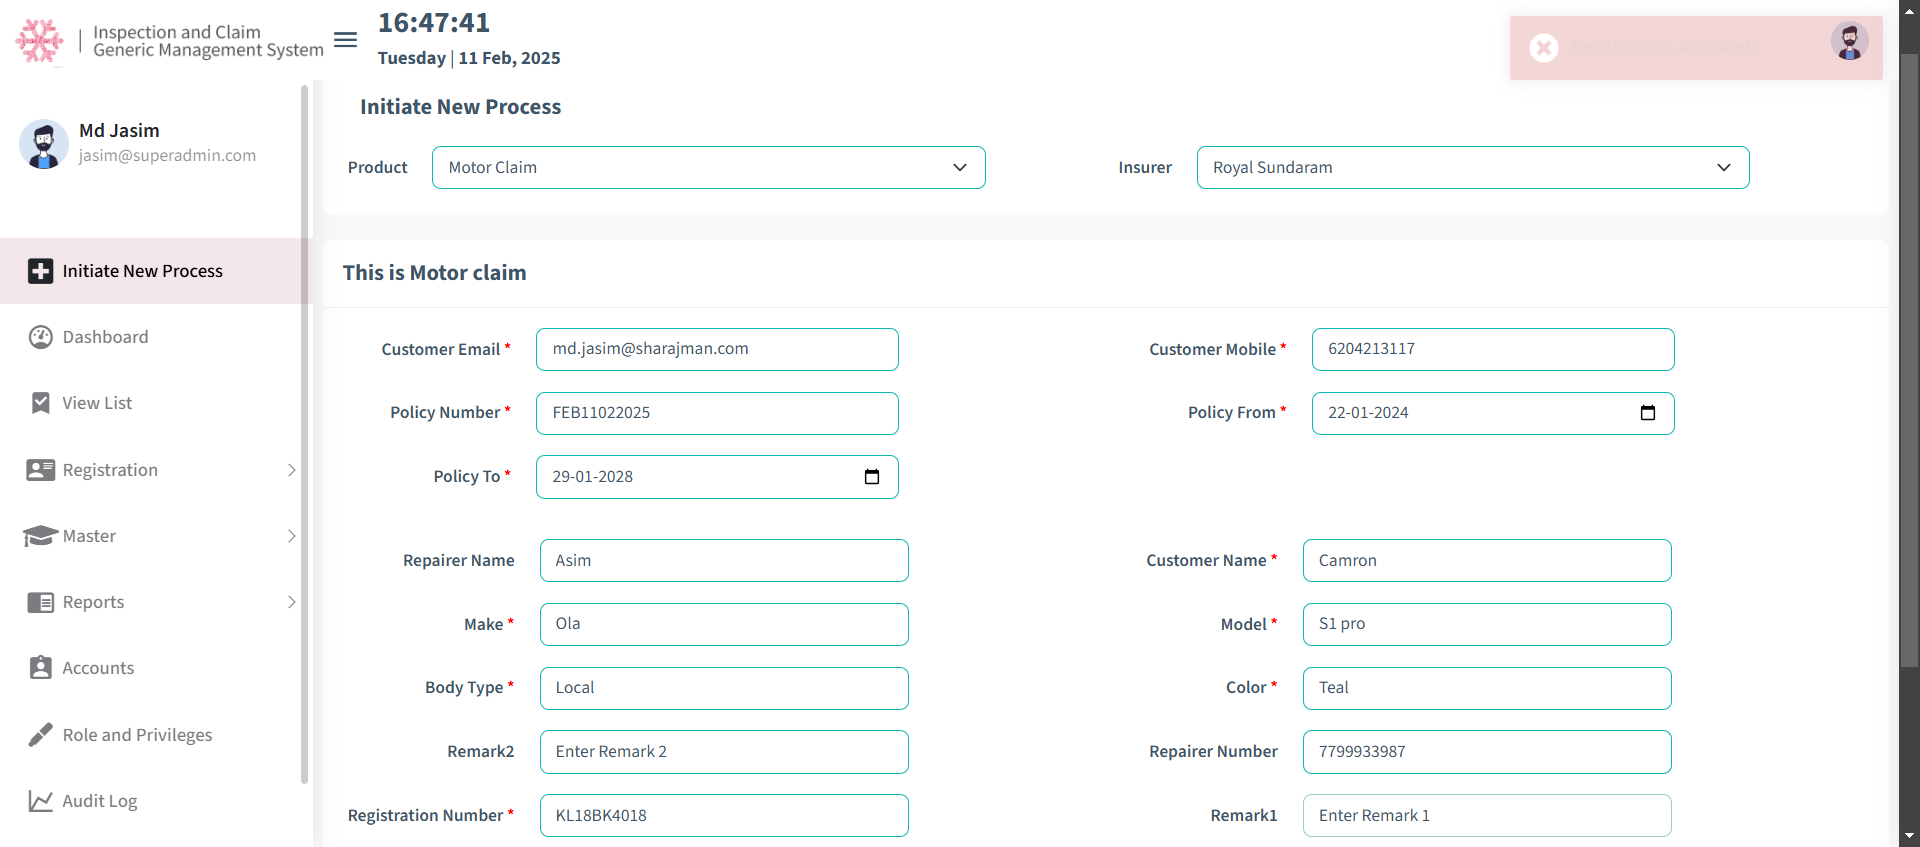 Inspection and Claim
Generic Management System
16:47:41
Tuesday | 11 Feb, 2025
Error fetching vehicle info
Md Jasim
jasim@superadmin.com
Initiate New Process
Dashboard
View List
Registration
Master
Reports
Accounts
Role and Privileges
Audit Log
Initiate New Process
Product Motor Claim Insurer Royal Sundaram
This is Motor claim
Customer Email * md.jasim@sharajman.com Customer Mobile * 6204213117
Policy Number * FEB11022025 Policy From * 22-01-2024
Policy To * 29-01-2028
Repairer Name Asim Customer Name * Camron
Make * Ola Model * S1 pro
Body Type * Local Color * Teal
Remark2 Enter Remark 2 Repairer Number 7799933987
Registration Number * KL18BK4018 Remark1 Enter Remark 1